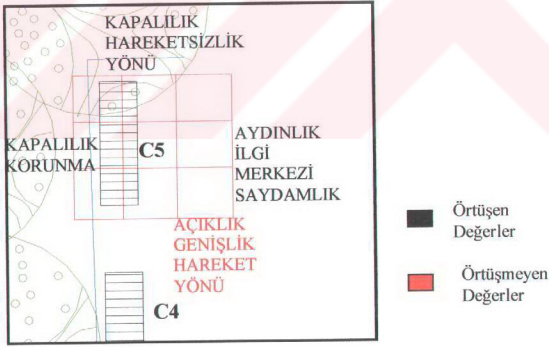 KAPALILIK
HAREKETSİZLİK
YÖNÜ
KAPALILIK
KORUNMA
C5
AYDINLIK
İLGİ
MERKEZİ
SAYDAMLIK
AÇIKLIK
GENİŞLİK
HAREKET
YÖNÜ
C4
Örtüşen
Değerler
Örtüşmeyen
Değerler